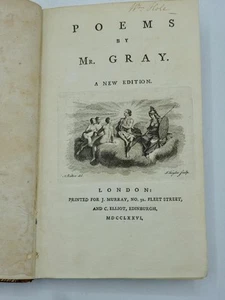 POEMS
BY
MR. GRAY.
A NEW EDITION.
LONDON:
PRINTED FOR J. MURRAY, NO. 32. FLEET STREET,
AND C. ELLIOT, EDINBURGH,
MDCCLXXVI.